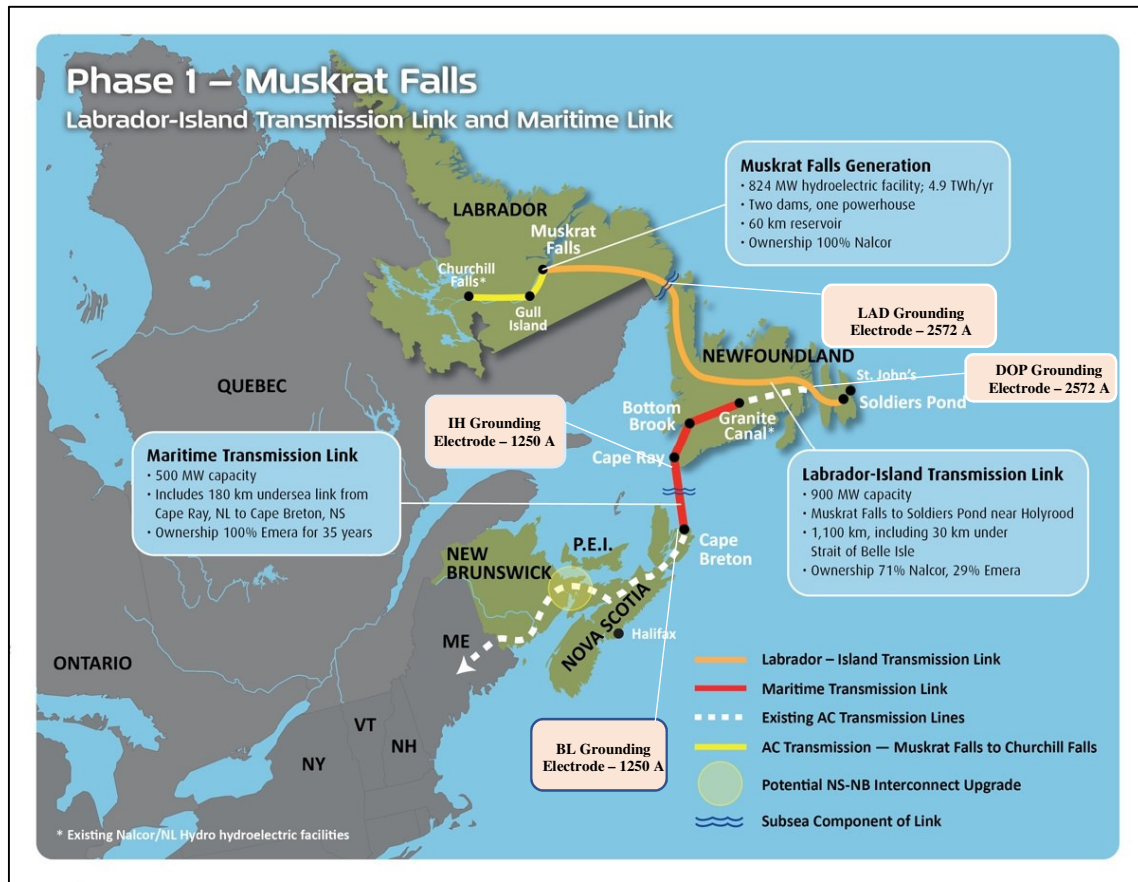 Phase 1 – Muskrat Falls
Labrador-Island Transmission Link and Maritime Link
Muskrat Falls Generation
• 824 MW hydroelectric facility; 4.9 TWh/yr
• Two dams, one powerhouse
• 60 km reservoir
• Ownership 100% Nalcor
LABRADOR
Muskrat
Falls
Churchill
Falls*
Gull
Island
LAD Grounding
Electrode – 2572 A
NEWFOUNDLAND
DOP Grounding
Electrode – 2572 A
St. John's
Soldiers Pond
QUEBEC
IH Grounding
Electrode – 1250 A
Bottom
Brook
Granite
Canal*
Cape Ray
Maritime Transmission Link
• 500 MW capacity
• Includes 180 km undersea link from
Cape Ray, NL to Cape Breton, NS
• Ownership 100% Emera for 35 years
Labrador-Island Transmission Link
• 900 MW capacity
• Muskrat Falls to Soldiers Pond near Holyrood
• 1,100 km, including 30 km under
Strait of Belle Isle
• Ownership 71% Nalcor, 29% Emera
Cape
Breton
P.E.I.
NEW
BRUNSWICK
NOVA SCOTIA
Halifax
ME
ONTARIO
VT
NH
NY
BL Grounding
Electrode – 1250 A
Labrador – Island Transmission Link
Maritime Transmission Link
Existing AC Transmission Lines
AC Transmission — Muskrat Falls to Churchill Falls
Potential NS-NB Interconnect Upgrade
Subsea Component of Link
* Existing Nalcor/NL Hydro hydroelectric facilities